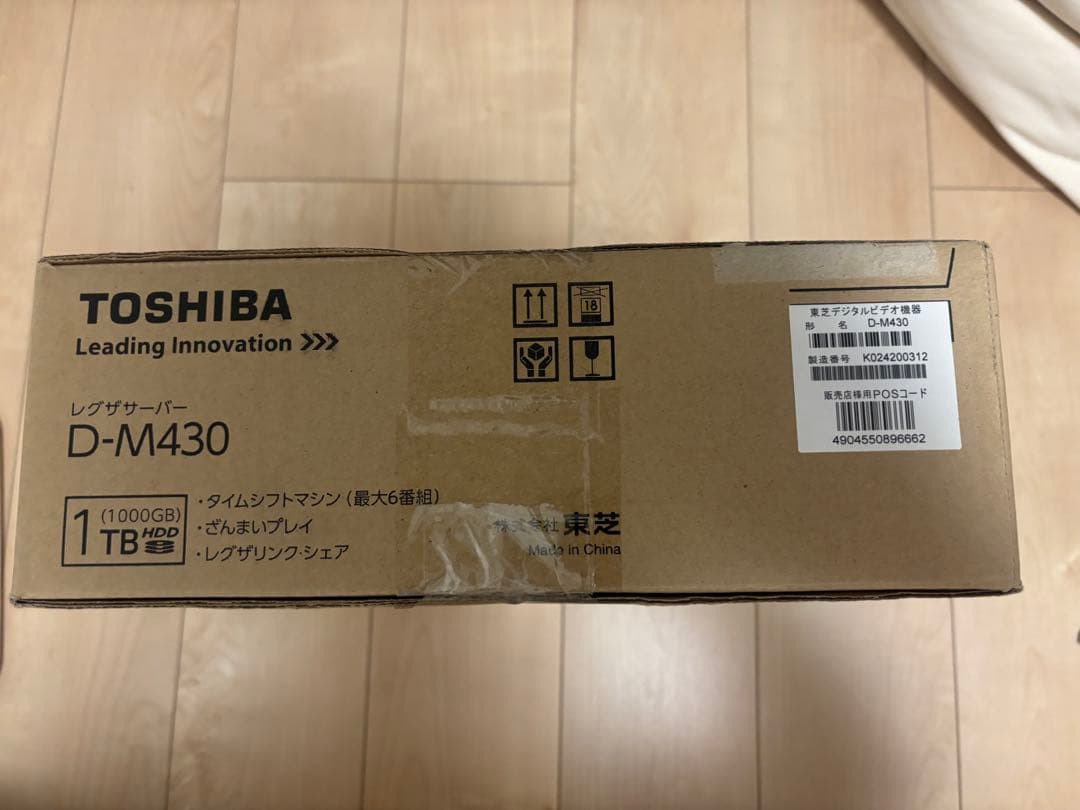 TOSHIBA
Leading Innovation >>>
レグザサーバー
D-M430
1TB
(1000GB)
HDD
・タイムシフトマシン(最大6番組)
・ざんまいプレイ
・レグザリンク・シェア
18
株式会社 東芝
Made in China
東芝デジタルビデオ機器
形 名 D-M430
製造番号 K024200312
販売店様用POSコード
4904550896662